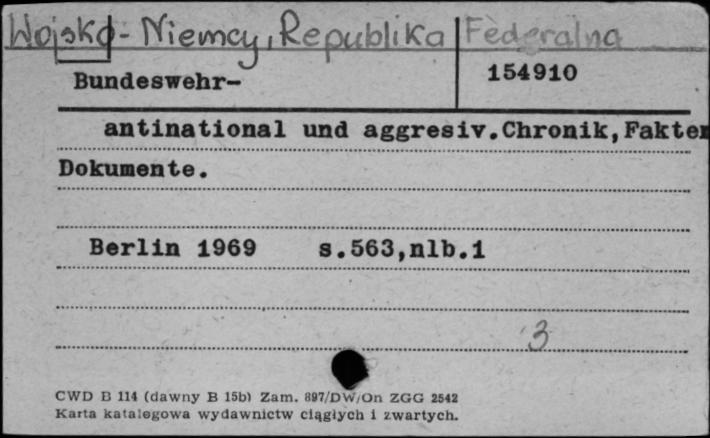 Wojsko - Niemcy, Republika Federalna
Bundeswehr- 154910
antinational und aggresiv.Chronik,Fakten
Dokumente.
Berlin 1969 s.563,nlb.1
3
CWD B 114 (dawny B 15b) Zam. 897/DW/On ZGG 2542
Karta katalogowa wydawnictw ciągłych i zwartych.